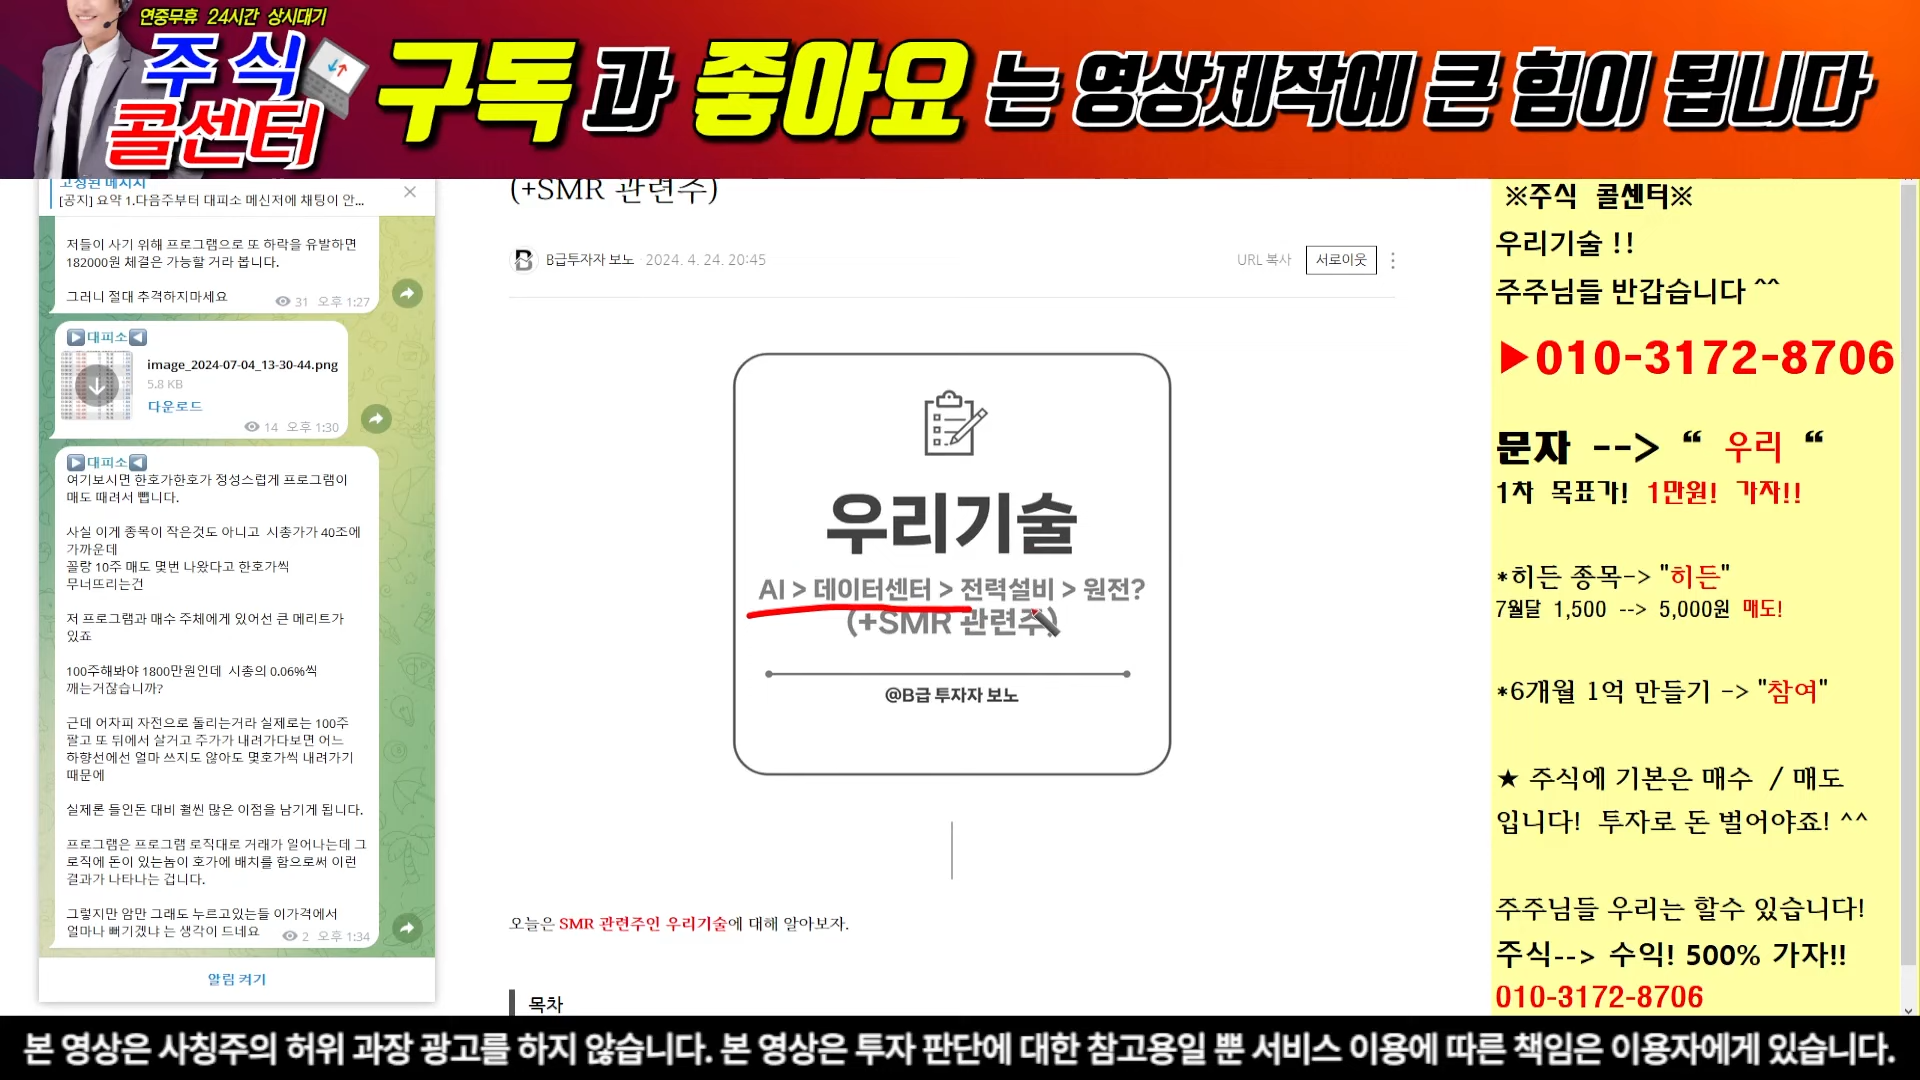 연중무휴 24시간 상시대기
주식
콜센터
구독과 좋아요는 영상제작에 큰 힘이 됩니다
고정된 메시지
[공지] 요약 1.다음주부터 대피소 메신저에 채팅이 안...
저들이 사기 위해 프로그램으로 또 하락을 유발하면
182000원 체결은 가능할 거라 봅니다.
그러니 절대 추격하지마세요
31 오후 1:27
▶대피소◀
image_2024-07-04_13-30-44.png
5.8 KB
다운로드
14 오후 1:30
▶대피소◀
여기보시면 한호가한호가 정성스럽게 프로그램이
매도 때려서 뺍니다.
사실 이게 종목이 작은것도 아니고 시총가가 40조에
가까운데
꼴랑 10주 매도 몇번 나왔다고 한호가씩
무너뜨리는건
저 프로그램과 매수 주체에게 있어선 큰 메리트가
있죠
100주해봐야 1800만원인데 시총의 0.06%씩
깨는거잖습니까?
근데 어차피 자전으로 돌리는거라 실제로는 100주
팔고 또 뒤에서 살거고 주가가 내려가다보면 어느
하향선에선 얼마 쓰지도 않아도 몇호가씩 내려가기
때문에
실제론 들인돈 대비 훨씬 많은 이점을 남기게 됩니다.
프로그램은 프로그램 로직대로 거래가 일어나는데 그
로직에 돈이 있는놈이 호가에 배치를 함으로써 이런
결과가 나타나는 겁니다.
그렇지만 암만 그래도 누르고있는들 이가격에서
얼마나 뻐기겠냐 는 생각이 드네요
2 오후 1:34
알림 켜기
(+SMR 관련주)
B급투자자 보노 · 2024. 4. 24. 20:45
URL 복사 서로이웃
우리기술
AI > 데이터센터 > 전력설비 > 원전?
(+SMR 관련주)
@B급 투자자 보노
오늘은 SMR 관련주인 우리기술에 대해 알아보자.
목차
※주식 콜센터※
우리기술 !!
주주님들 반갑습니다 ^^
▶010-3172-8706
문자 --> “ 우리 “
1차 목표가! 1만원! 가자!!
*히든 종목-> "히든"
7월달 1,500 --> 5,000원 매도!
*6개월 1억 만들기 -> "참여"
★ 주식에 기본은 매수 / 매도
입니다! 투자로 돈 벌어야죠! ^^
주주님들 우리는 할수 있습니다!
주식--> 수익! 500% 가자!!
010-3172-8706
본 영상은 사칭주의 허위 과장 광고를 하지 않습니다. 본 영상은 투자 판단에 대한 참고용일 뿐 서비스 이용에 따른 책임은 이용자에게 있습니다.